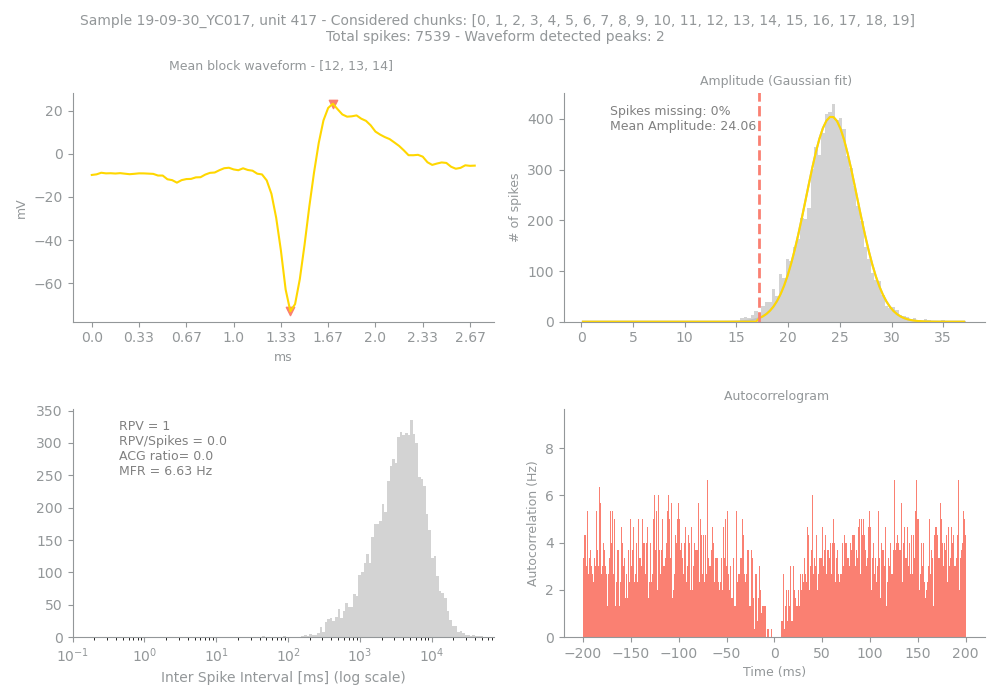 Sample 19-09-30_YC017, unit 417 - Considered chunks: [0, 1, 2, 3, 4, 5, 6, 7, 8, 9, 10, 11, 12, 13, 14, 15, 16, 17, 18, 19]
Total spikes: 7539 - Waveform detected peaks: 2
Mean block waveform - [12, 13, 14]
20
0
−20
−40
−60
mV
0.0 0.33 0.67 1.0 1.33 1.67 2.0 2.33 2.67
ms
Amplitude (Gaussian fit)
Spikes missing: 0%
Mean Amplitude: 24.06
400
300
200
100
0
# of spikes
0 5 10 15 20 25 30 35
350
300
250
200
150
100
50
0
RPV = 1
RPV/Spikes = 0.0
ACG ratio= 0.0
MFR = 6.63 Hz
10⁻¹ 10⁰ 10¹ 10² 10³ 10⁴
Inter Spike Interval [ms] (log scale)
Autocorrelogram
8
6
4
2
0
Autocorrelation (Hz)
−200 −150 −100 −50 0 50 100 150 200
Time (ms)